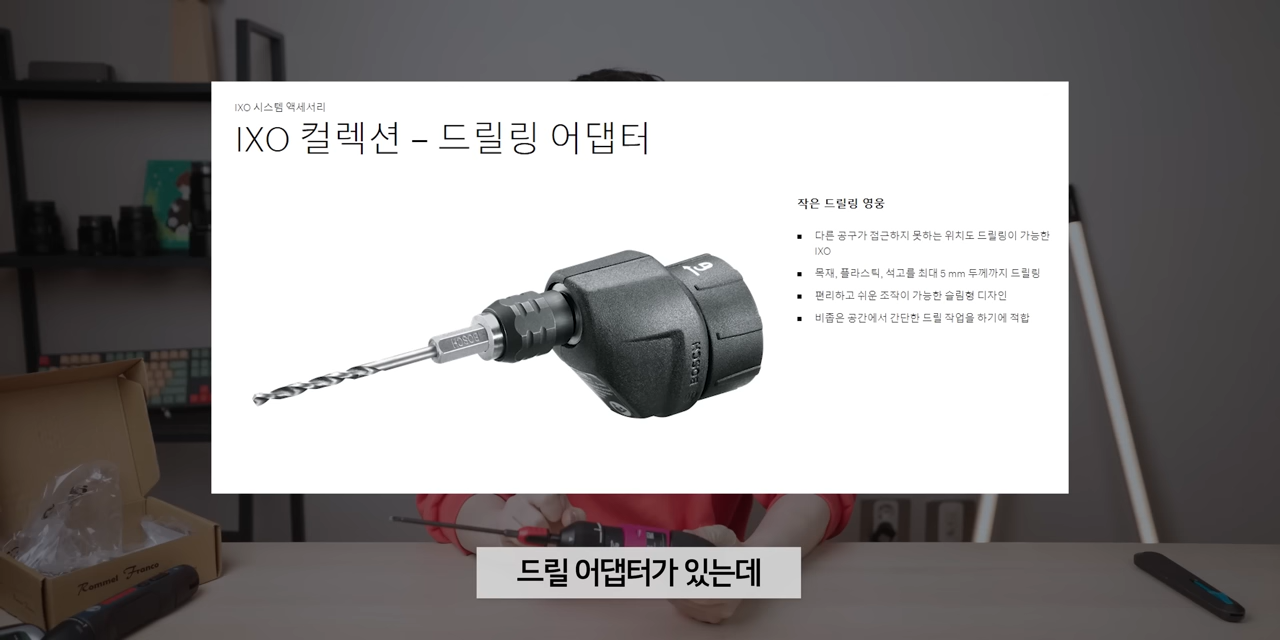 IXO 시스템 액세서리
IXO 컬렉션 – 드릴링 어댑터
작은 드릴링 영웅
■ 다른 공구가 접근하지 못하는 위치도 드릴링이 가능한
IXO
■ 목재, 플라스틱, 석고를 최대 5 mm 두께까지 드릴링
■ 편리하고 쉬운 조작이 가능한 슬림형 디자인
■ 비좁은 공간에서 간단한 드릴 작업을 하기에 적합
BOSCH
BOSCH
Rommel Franco
드릴 어댑터가 있는데